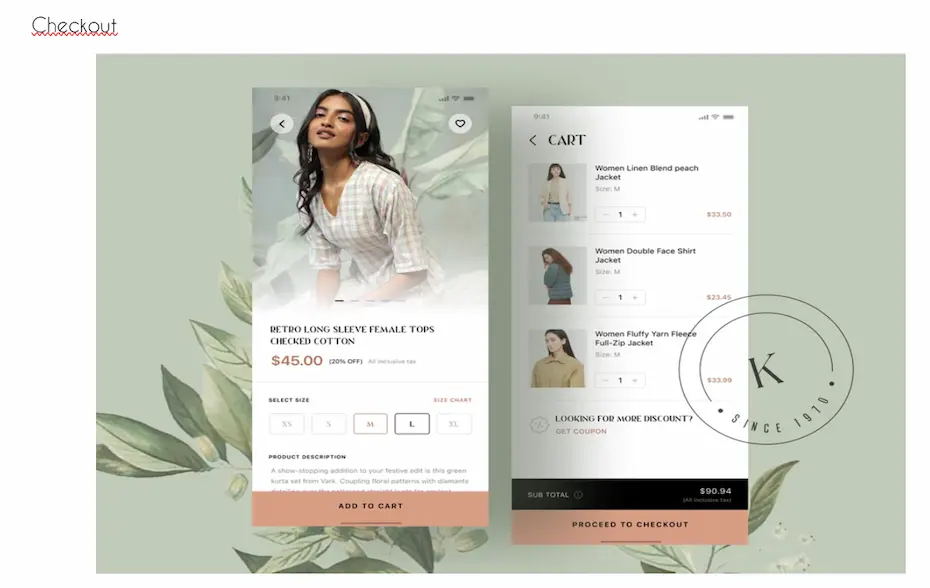 Checkout
9:41
RETRO LONG SLEEVE FEMALE TOPS
CHECKED COTTON
$45.00 (20% OFF) All inclusive tax
SELECT SIZE SIZE CHART
XS S M L XL
PRODUCT DESCRIPTION
A show-stopping addition to your festive edit is this green
kurta set from Vark. Coupling floral patterns with diamante
ADD TO CART
9:41
CART
Women Linen Blend peach
Jacket
Size: M
− 1 + $33.50
Women Double Face Shirt
Jacket
Size: M
− 1 + $23.45
Women Fluffy Yarn Fleece
Full-Zip Jacket
Size: M
− 1 + $33.99
LOOKING FOR MORE DISCOUNT?
GET COUPON
SUB TOTAL $90.94
(All inclusive tax)
PROCEED TO CHECKOUT
K
SINCE 1970